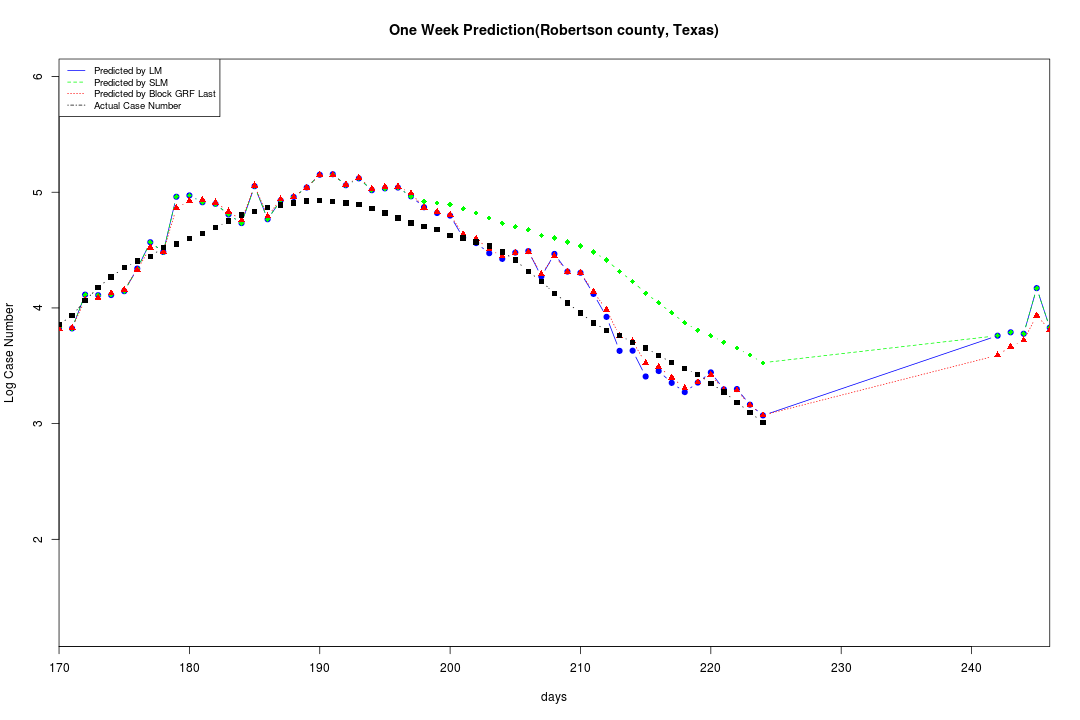 One Week Prediction(Robertson county, Texas)
Predicted by LM
Predicted by SLM
Predicted by Block GRF Last
Actual Case Number
6
5
4
3
2
Log Case Number
170
180
190
200
210
220
230
240
days